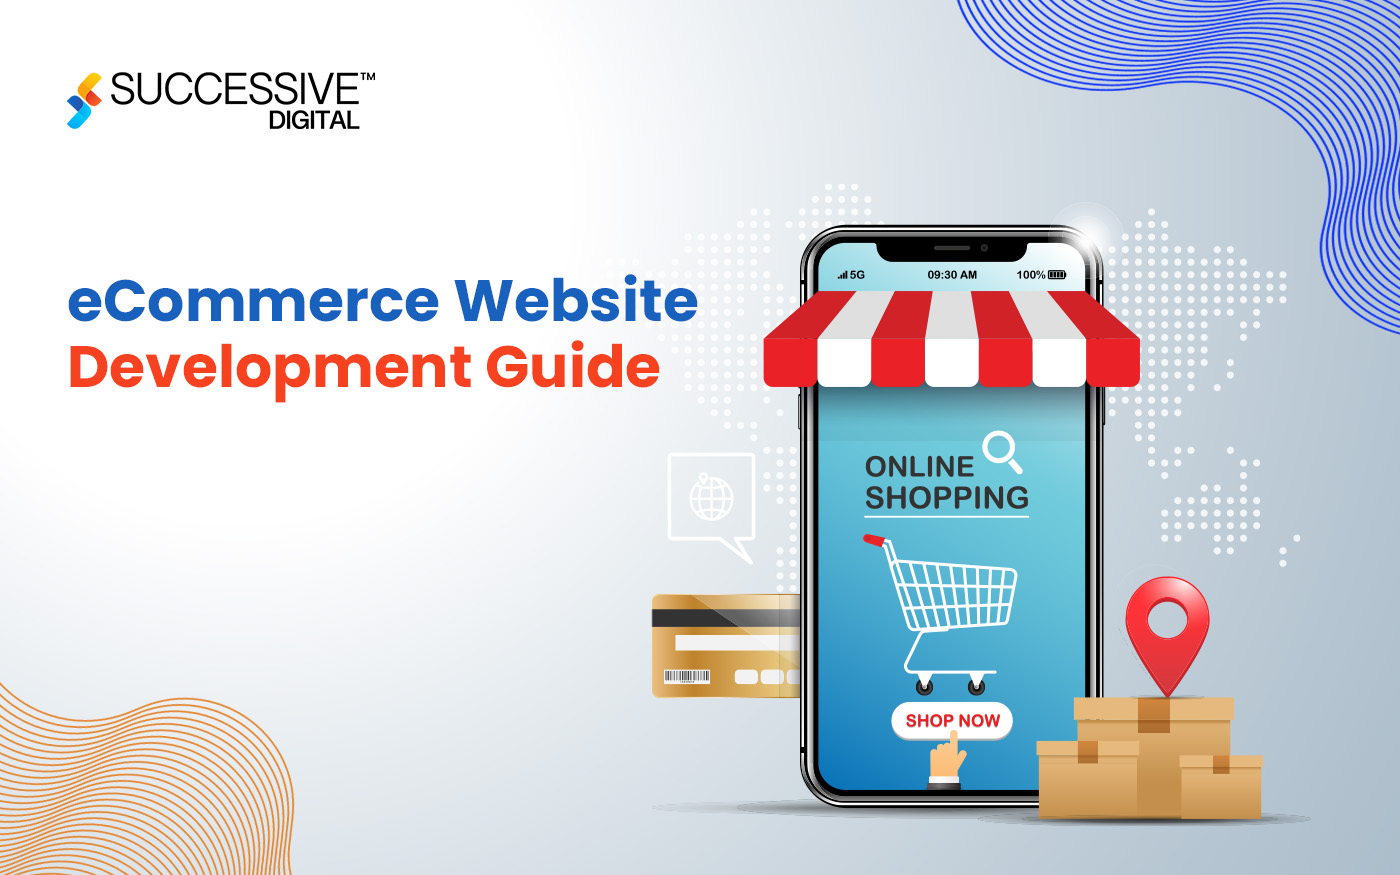 SUCCESSIVE™
DIGITAL
eCommerce Website
Development Guide
5G
09:30 AM
100%
ONLINE
SHOPPING
SHOP NOW